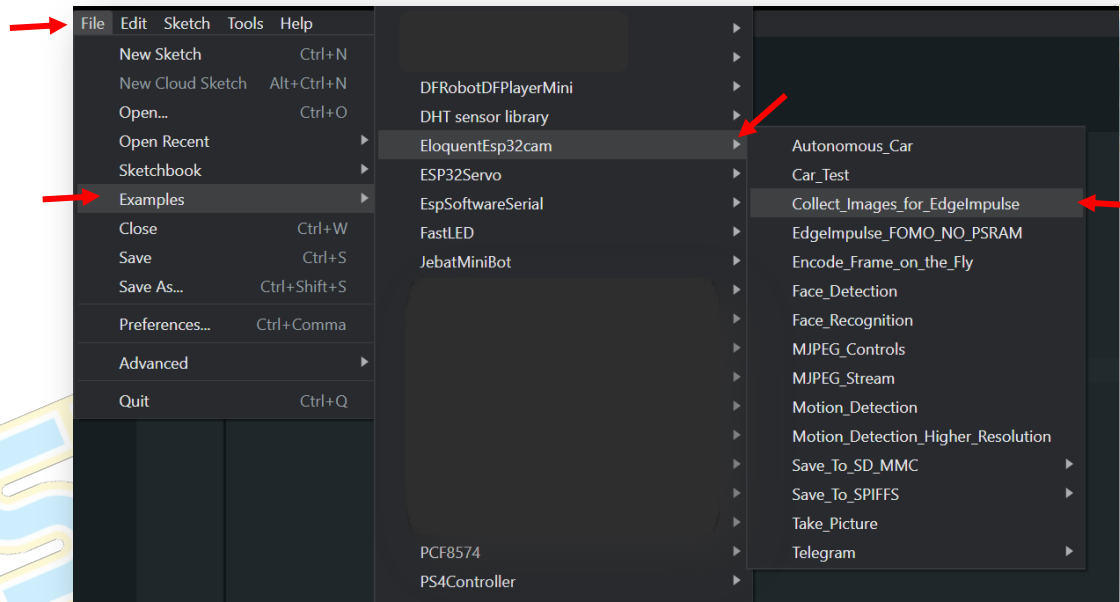 File Edit Sketch Tools Help
New Sketch Ctrl+N
New Cloud Sketch Alt+Ctrl+N
Open... Ctrl+O
Open Recent
Sketchbook
Examples
Close Ctrl+W
Save Ctrl+S
Save As... Ctrl+Shift+S
Preferences... Ctrl+Comma
Advanced
Quit Ctrl+Q
DFRobotDFPlayerMini
DHT sensor library
EloquentEsp32cam
ESP32Servo
EspSoftwareSerial
FastLED
JebatMiniBot
PCF8574
PS4Controller
Autonomous_Car
Car_Test
Collect_Images_for_EdgeImpulse
EdgeImpulse_FOMO_NO_PSRAM
Encode_Frame_on_the_Fly
Face_Detection
Face_Recognition
MJPEG_Controls
MJPEG_Stream
Motion_Detection
Motion_Detection_Higher_Resolution
Save_To_SD_MMC
Save_To_SPIFFS
Take_Picture
Telegram